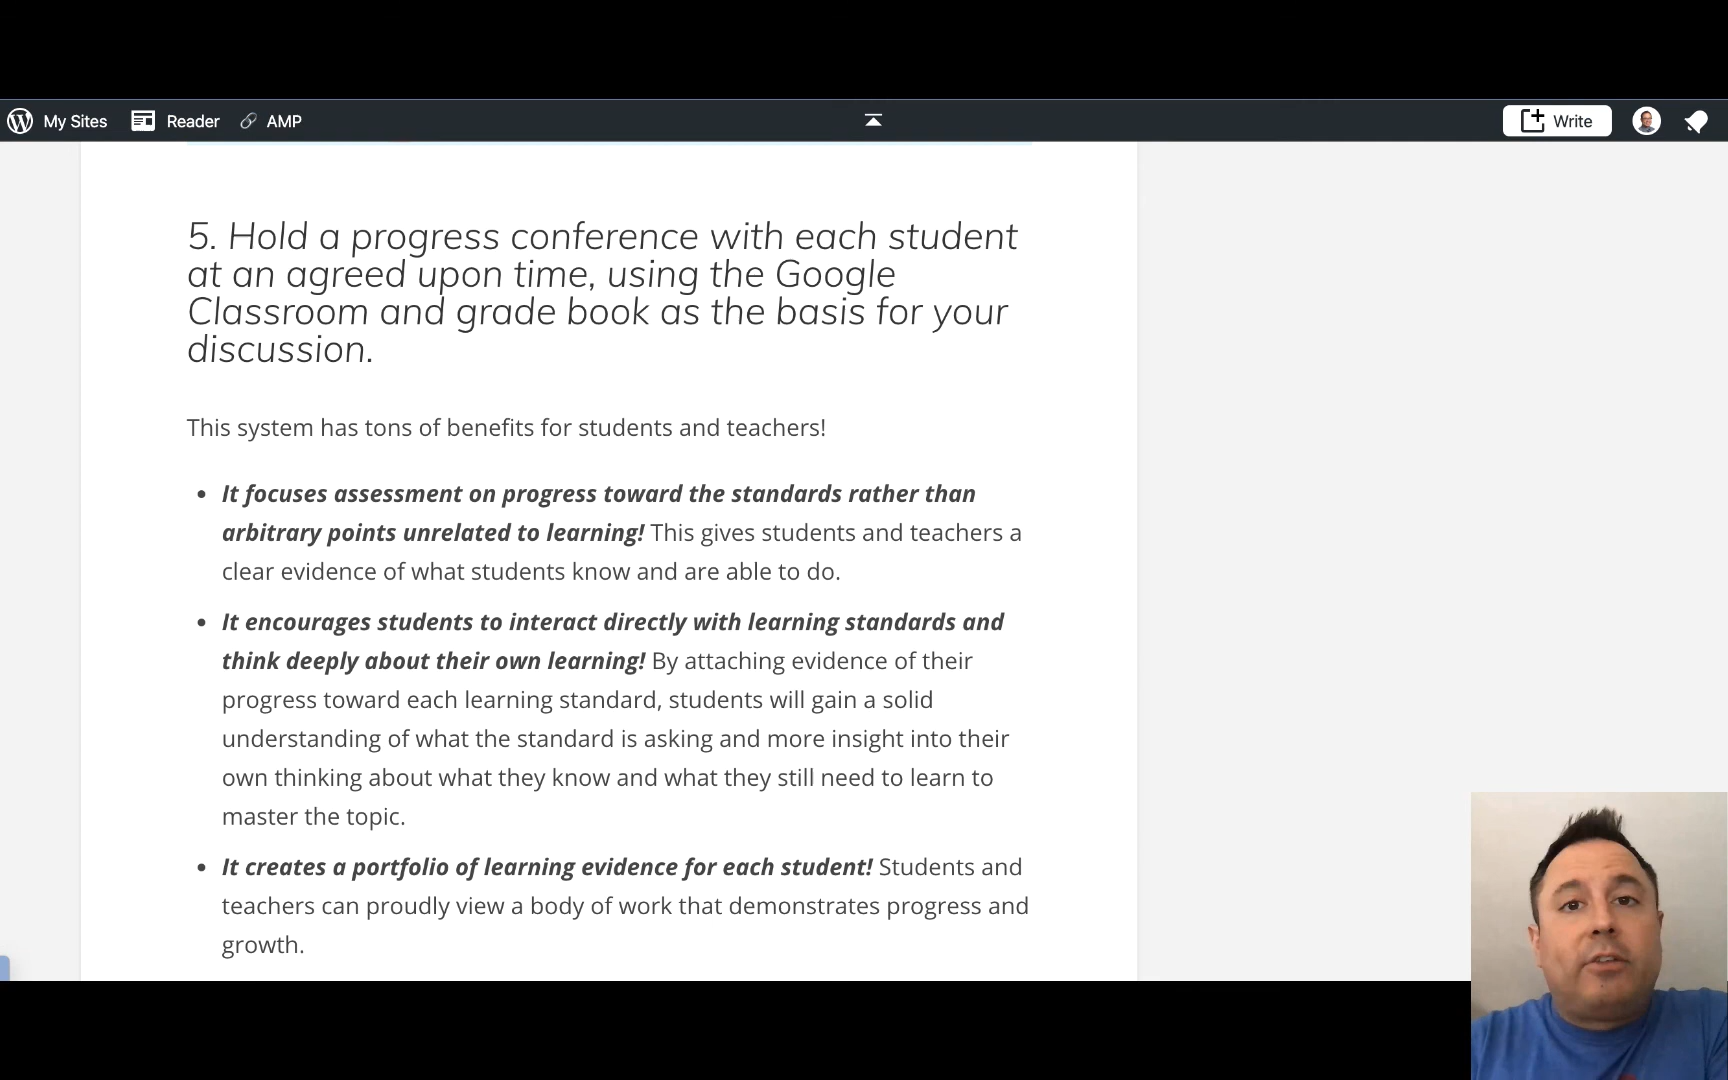 My Sites Reader AMP Write
5. Hold a progress conference with each student
at an agreed upon time, using the Google
Classroom and grade book as the basis for your
discussion.
This system has tons of benefits for students and teachers!
• It focuses assessment on progress toward the standards rather than
arbitrary points unrelated to learning! This gives students and teachers a
clear evidence of what students know and are able to do.
• It encourages students to interact directly with learning standards and
think deeply about their own learning! By attaching evidence of their
progress toward each learning standard, students will gain a solid
understanding of what the standard is asking and more insight into their
own thinking about what they know and what they still need to learn to
master the topic.
• It creates a portfolio of learning evidence for each student! Students and
teachers can proudly view a body of work that demonstrates progress and
growth.